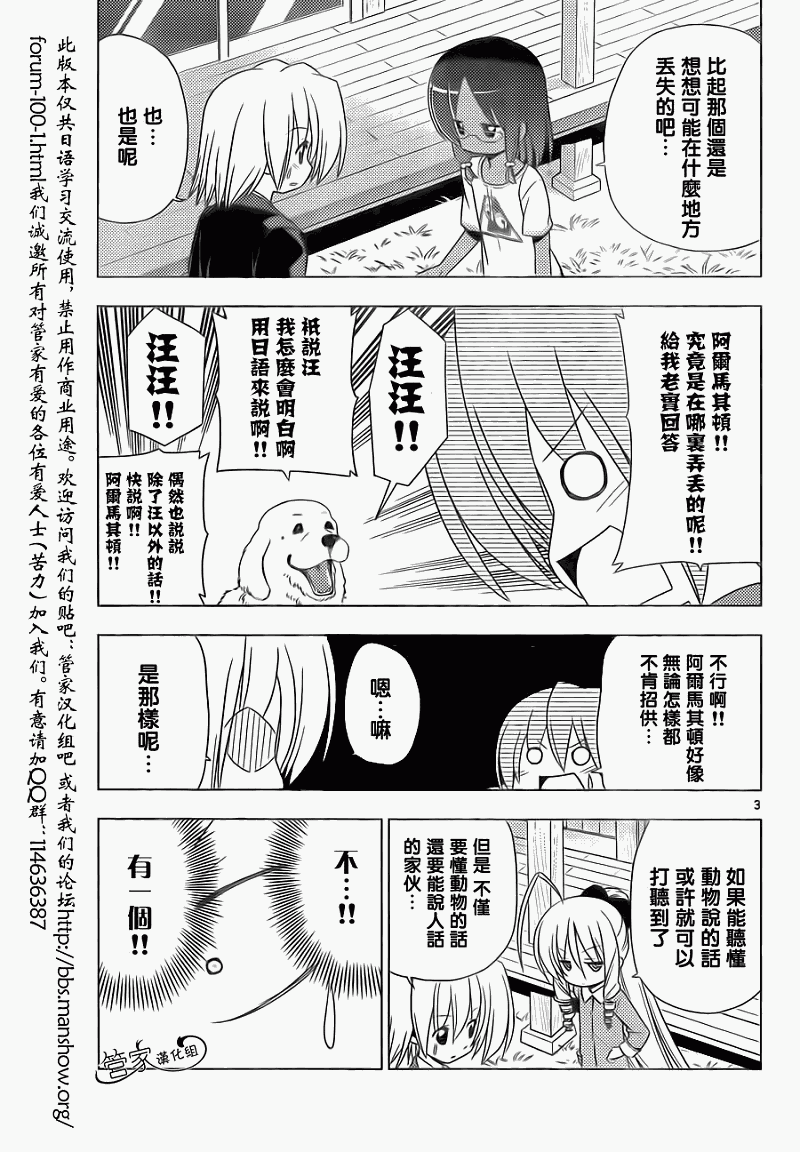 比起那個還是
想想可能在什麼地方
丟失的吧…
也…
也是呢
阿爾馬其頓!!
究竟是在哪裏弄丟的呢!!
給我老實回答
汪汪!!
祇説汪
我怎麼會明白啊
用日語來説啊!!
汪汪!!
偶然也説説
除了汪以外的話!!
快説啊!!
阿爾馬其頓!!
不行啊!!
阿爾馬其頓好像
無論怎樣都
不肯招供…
嗯…嘛
是那樣呢…
3
如果能聽懂
動物說的話
或許就可以
打聽到了
但是 不僅
要懂動物的話
還要能說人話
的家伙…
不…!!
有一個!!
管家 漢化組
此版本仅共日语学习交流使用，禁止用作商业用途。欢迎访问我们的贴吧：管家汉化组吧 或者我们的论坛http://bbs.manshow.org/
forum-100-1.html我们诚邀所有对管家有爱的各位有爱人士(苦力)加入我们。有意请加QQ群：114636387